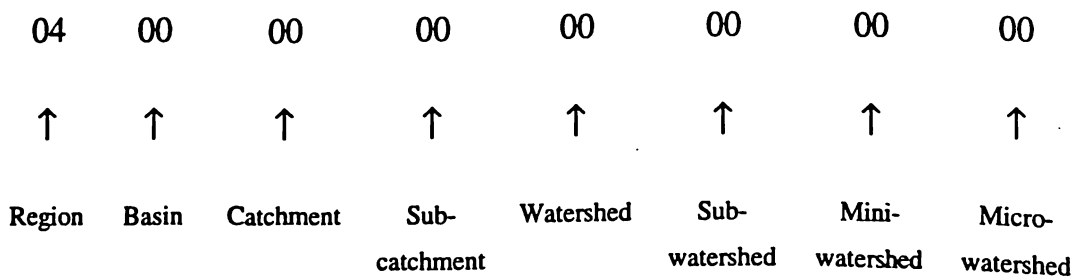 04 00 00 00 00 00 00 00
↑ ↑ ↑ ↑ ↑ ↑ ↑ ↑
Region Basin Catchment Sub- Watershed Sub- Mini- Micro-
catchment watershed watershed watershed